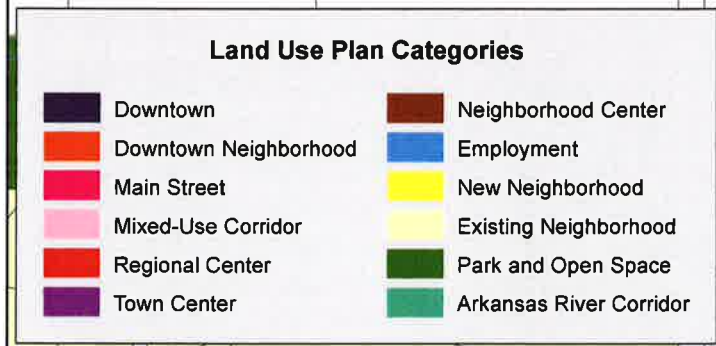 Land Use Plan Categories
Downtown
Downtown Neighborhood
Main Street
Mixed-Use Corridor
Regional Center
Town Center
Neighborhood Center
Employment
New Neighborhood
Existing Neighborhood
Park and Open Space
Arkansas River Corridor